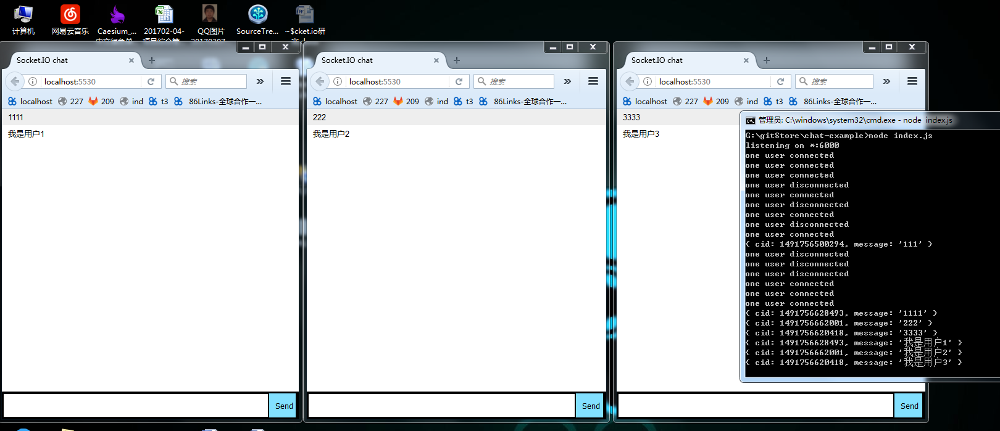 计算机
网易云音乐
Caesium_...
201702-04-
QQ图片
SourceTre...
~$cket.io研
Socket.IO chat
localhost:5530
搜索
localhost 227 209 ind t3 86Links-全球合作一...
1111
我是用户1
Send
Socket.IO chat
localhost:5530
搜索
localhost 227 209 ind t3 86Links-全球合作一...
222
我是用户2
Send
Socket.IO chat
localhost:5530
搜索
localhost 227 209 ind t3 86Links-全球合作一...
3333
我是用户3
Send
管理员: C:\windows\system32\cmd.exe - node index.js
G:\gitStore\chat-example>node index.js
listening on *:6000
one user connected
one user connected
one user connected
one user disconnected
one user connected
one user disconnected
one user connected
one user disconnected
one user connected
{ cid: 1491756500294, message: '111' }
one user disconnected
one user disconnected
one user disconnected
one user connected
one user connected
one user connected
{ cid: 1491756628493, message: '1111' }
{ cid: 1491756662001, message: '222' }
{ cid: 1491756620418, message: '3333' }
{ cid: 1491756628493, message: '我是用户1' }
{ cid: 1491756662001, message: '我是用户2' }
{ cid: 1491756620418, message: '我是用户3' }